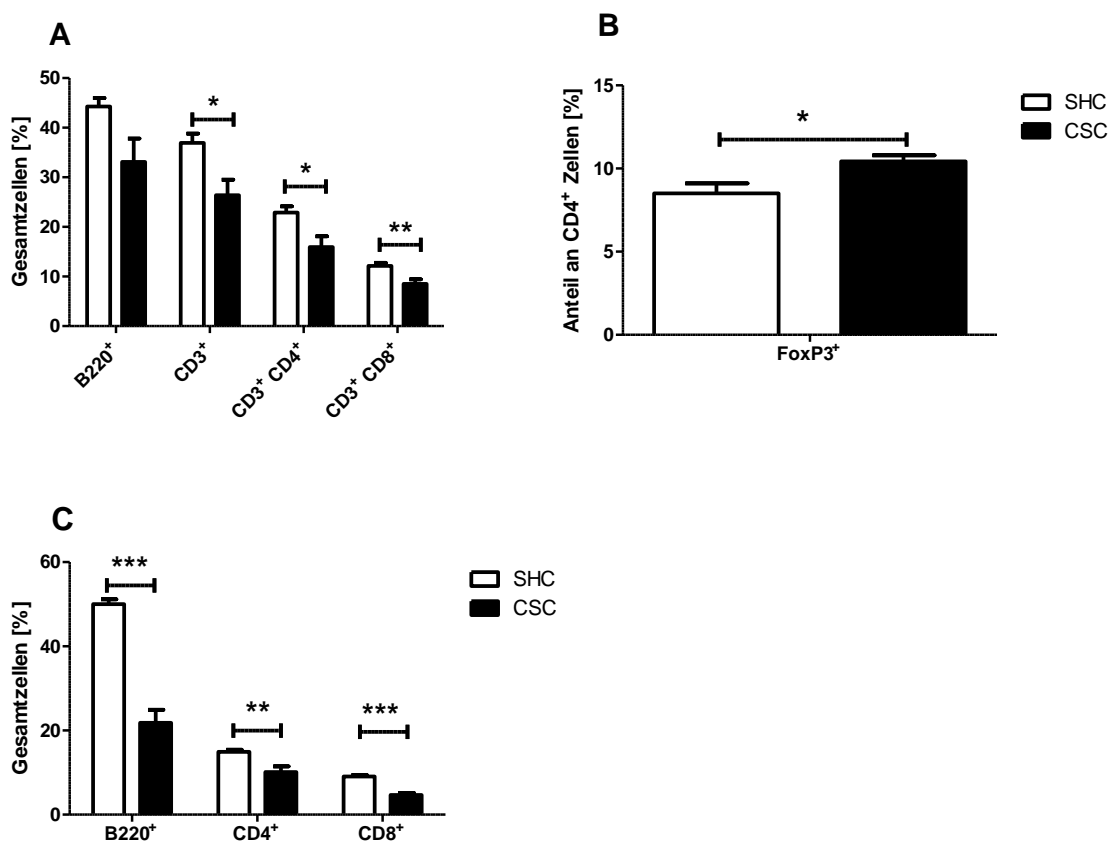 A
Gesamtzellen [%]
50
40
30
20
10
0
*
*
**
B220⁺
CD3⁺
CD3⁺ CD4⁺
CD3⁺ CD8⁺
B
Anteil an CD4⁺ Zellen [%]
15
10
5
0
*
FoxP3⁺
SHC
CSC
C
Gesamtzellen [%]
60
40
20
0
***
**
***
B220⁺
CD4⁺
CD8⁺
SHC
CSC